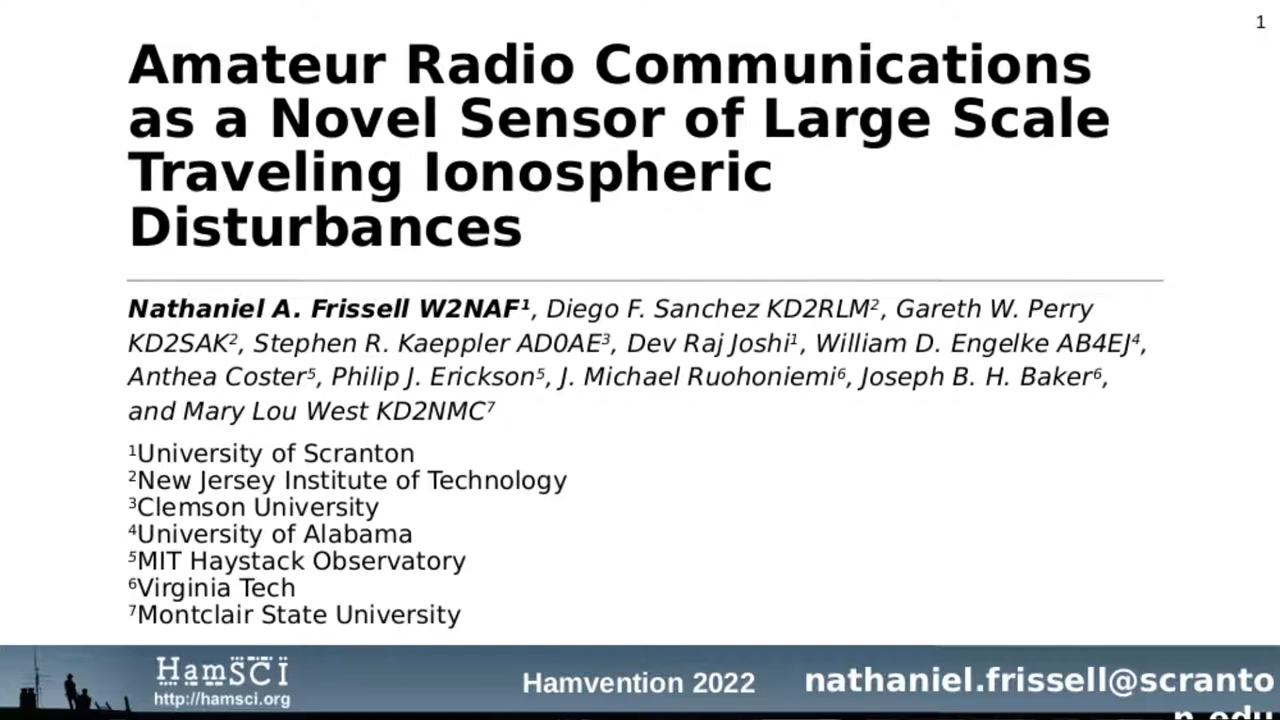 1
Amateur Radio Communications
as a Novel Sensor of Large Scale
Traveling Ionospheric
Disturbances
Nathaniel A. Frissell W2NAF¹, Diego F. Sanchez KD2RLM², Gareth W. Perry
KD2SAK², Stephen R. Kaeppler AD0AE³, Dev Raj Joshi¹, William D. Engelke AB4EJ⁴,
Anthea Coster⁵, Philip J. Erickson⁵, J. Michael Ruohoniemi⁶, Joseph B. H. Baker⁶,
and Mary Lou West KD2NMC⁷
¹University of Scranton
²New Jersey Institute of Technology
³Clemson University
⁴University of Alabama
⁵MIT Haystack Observatory
⁶Virginia Tech
⁷Montclair State University
HamSCI
http://hamsci.org
Hamvention 2022
nathaniel.frissell@scranto
n.edu